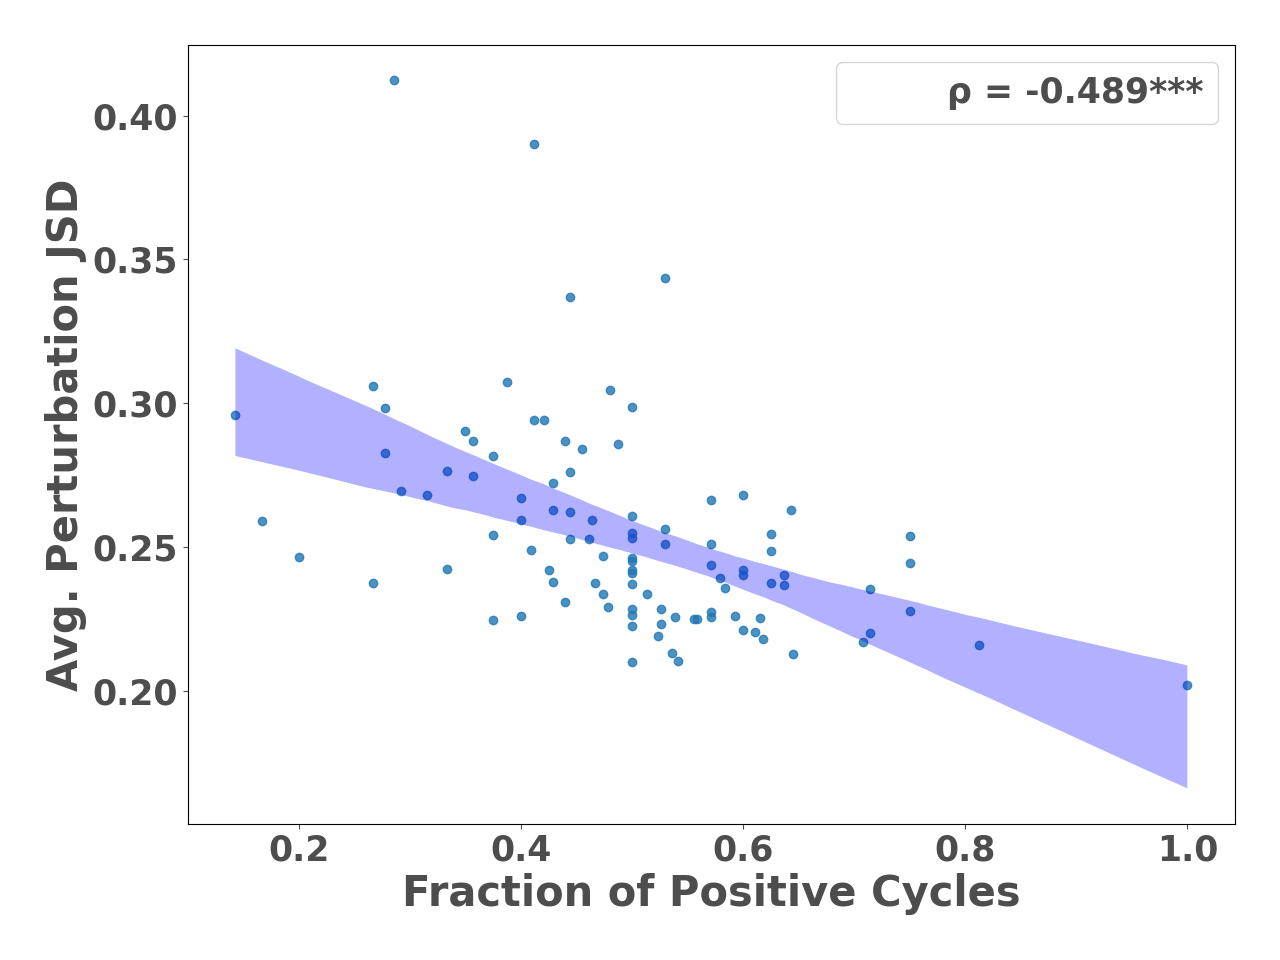 ρ = -0.489***
0.40
0.35
0.30
0.25
0.20
Avg. Perturbation JSD
0.2 0.4 0.6 0.8 1.0
Fraction of Positive Cycles